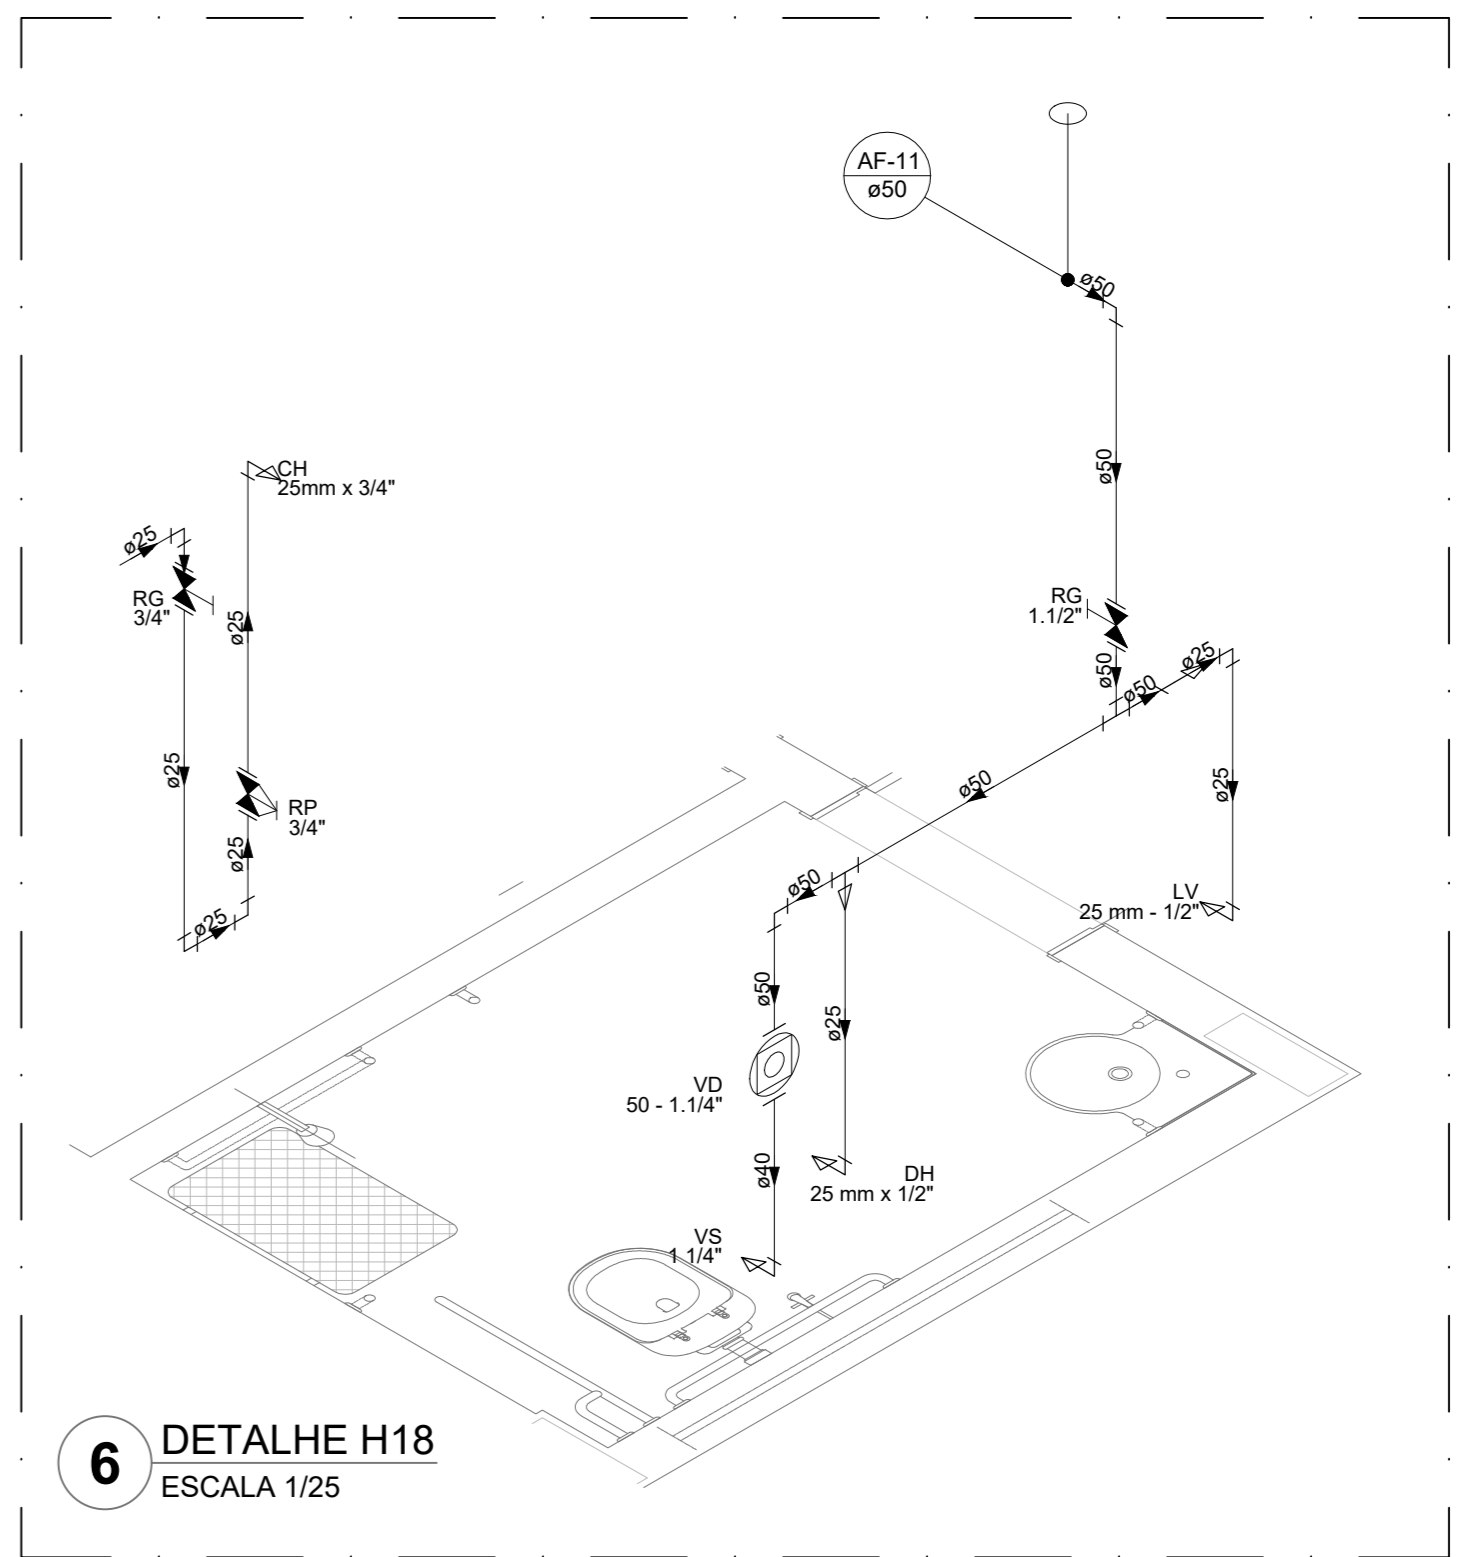 AF-11
ø50
ø50
ø50
CH
25mm x 3/4"
ø25
RG
3/4"
ø25
RG
1.1/2"
ø50
ø50
ø25
ø25
ø50
ø25
RP
3/4"
ø25
ø25
ø50
LV
25 mm - 1/2"
ø50
ø25
VD
50 - 1.1/4"
ø40
DH
25 mm x 1/2"
VS
1.1/4"
6
DETALHE H18
ESCALA 1/25